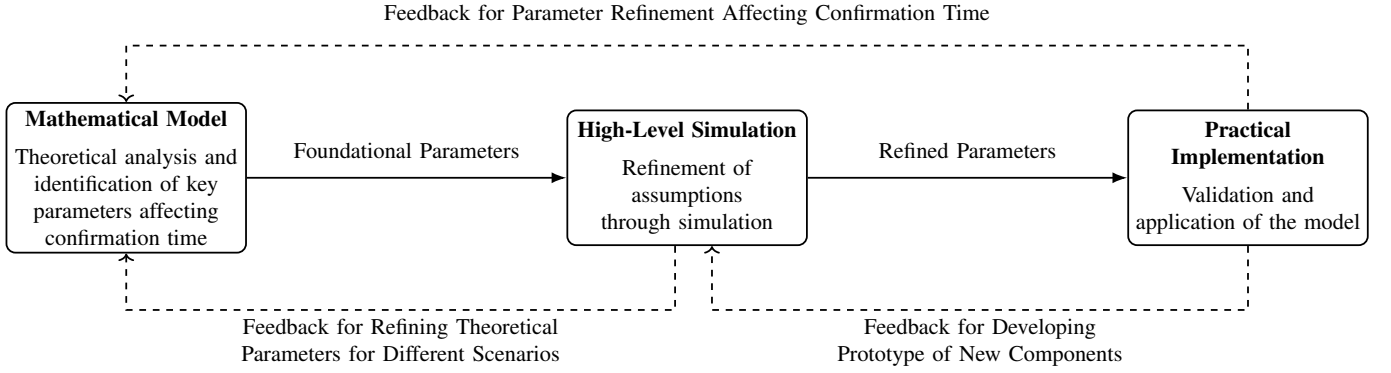 Feedback for Parameter Refinement Affecting Confirmation Time
Mathematical Model
Theoretical analysis and
identification of key
parameters affecting
confirmation time
Foundational Parameters
High-Level Simulation
Refinement of
assumptions
through simulation
Refined Parameters
Practical
Implementation
Validation and
application of the model
Feedback for Refining Theoretical
Parameters for Different Scenarios
Feedback for Developing
Prototype of New Components